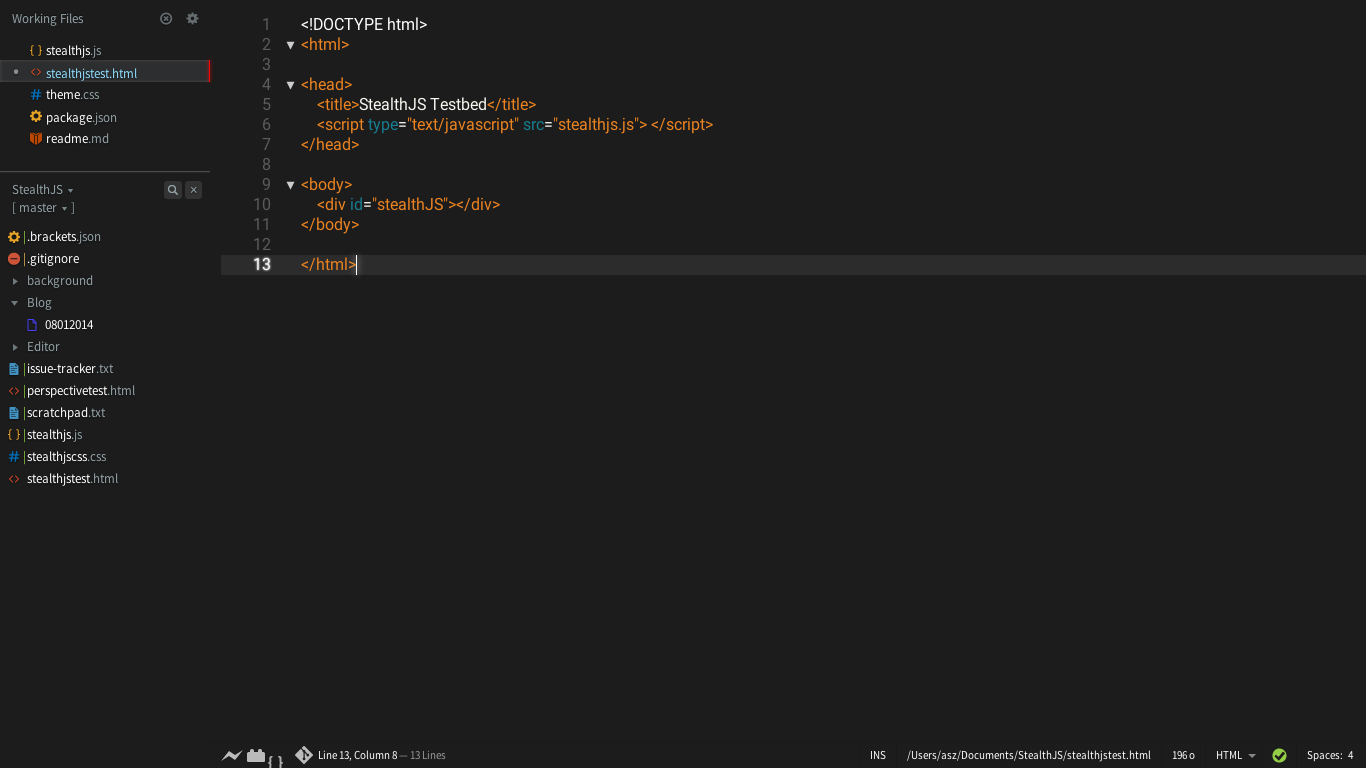 Working Files
{ } stealthjs.js
<> stealthjstest.html
# theme.css
package.json
readme.md
StealthJS
[ master ]
.brackets.json
.gitignore
background
Blog
08012014
Editor
issue-tracker.txt
<> perspectivetest.html
scratchpad.txt
{ } stealthjs.js
# stealthjscss.css
<> stealthjstest.html
1 <!DOCTYPE html>
2 <html>
3
4 <head>
5 <title>StealthJS Testbed</title>
6 <script type="text/javascript" src="stealthjs.js"> </script>
7 </head>
8
9 <body>
10 <div id="stealthJS"></div>
11 </body>
12
13 </html>
{ } Line 13, Column 8 — 13 Lines INS /Users/asz/Documents/StealthJS/stealthjstest.html 196 o HTML Spaces: 4